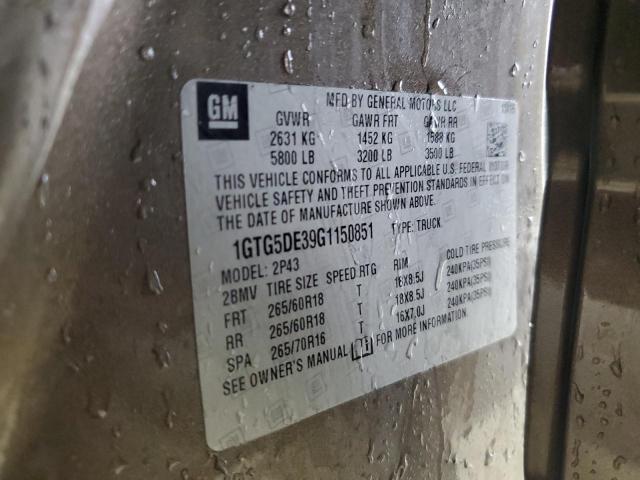 GM
MFD BY GENERAL MOTORS LLC
GVWR GAWR FRT GAWR RR
2631 KG 1452 KG 1588 KG
5800 LB 3200 LB 3500 LB
THIS VEHICLE CONFORMS TO ALL APPLICABLE U.S. FEDERAL MOTOR
VEHICLE SAFETY AND THEFT PREVENTION STANDARDS IN EFFECT ON
THE DATE OF MANUFACTURE SHOWN ABOVE.
1GTG5DE39G1150851 TYPE: TRUCK
MODEL: 2P43
2BMV TIRE SIZE SPEED RTG RIM COLD TIRE PRESSURE
FRT 265/60R18 T 18X8.5J 240KPA(35PSI)
RR 265/60R18 T 18X8.5J 240KPA(35PSI)
SPA 265/70R16 T 16X7.0J 240KPA(35PSI)
SEE OWNER'S MANUAL FOR MORE INFORMATION.